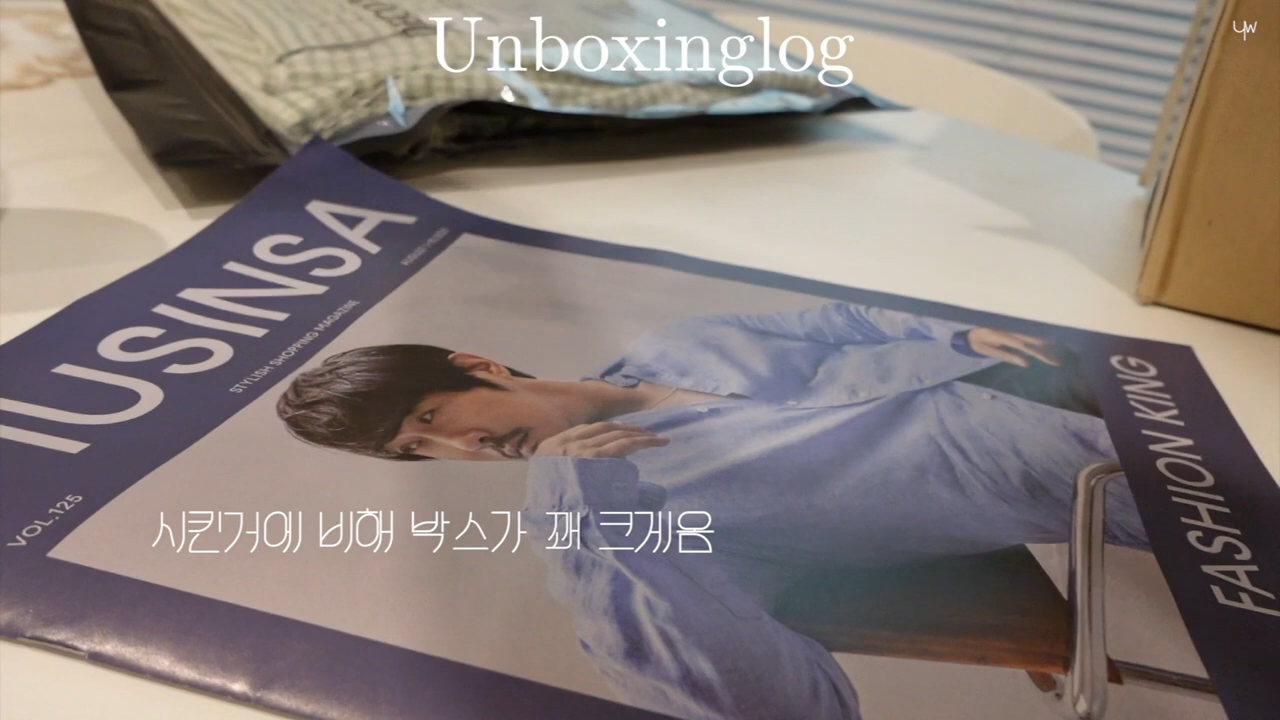 Unboxinglog
yw
IUSINSA
STYLISH SHOPPING MAGAZINE
VOL.125
FASHION KING
시킨거에 비해 박스가 꽤 크게옴